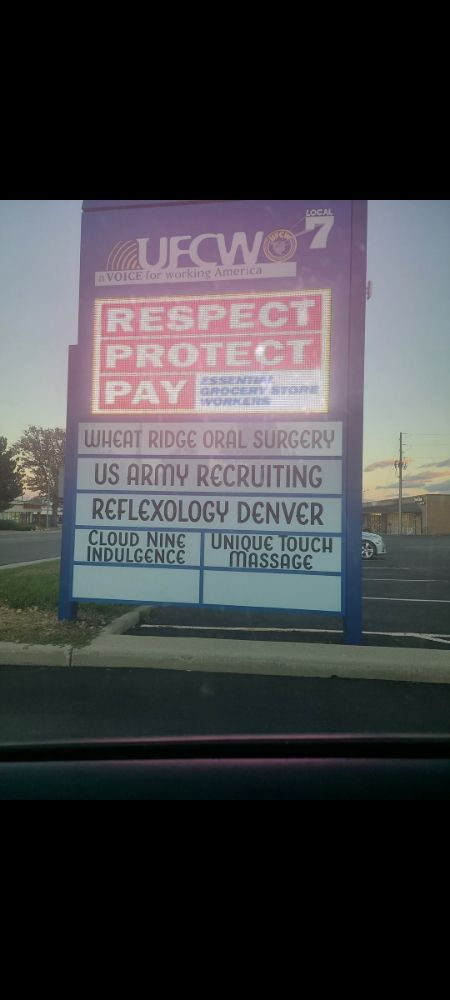 LOCAL
7
UFCW
UFCW
a VOICE for working America
RESPECT
PROTECT
PAY
ESSENTIAL
GROCERY STORE
WORKERS
WHEAT RIDGE ORAL SURGERY
US ARMY RECRUITING
REFLEXOLOGY DENVER
CLOUD NINE
INDULGENCE
UNIQUE TOUCH
MASSAGE